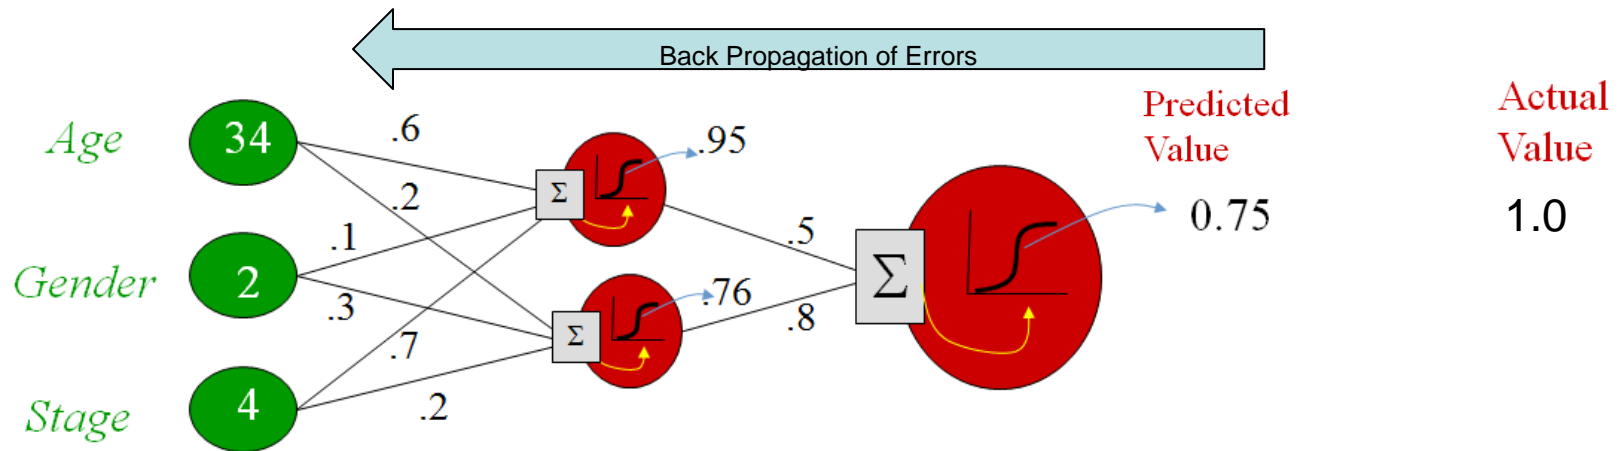 Back Propagation of Errors
Predicted
Value
Actual
Value
Age
34
.6
.95
.2
Σ
0.75
1.0
.1
.5
Gender
2
Σ
.3
.76
.8
.7
Σ
Stage
4
.2